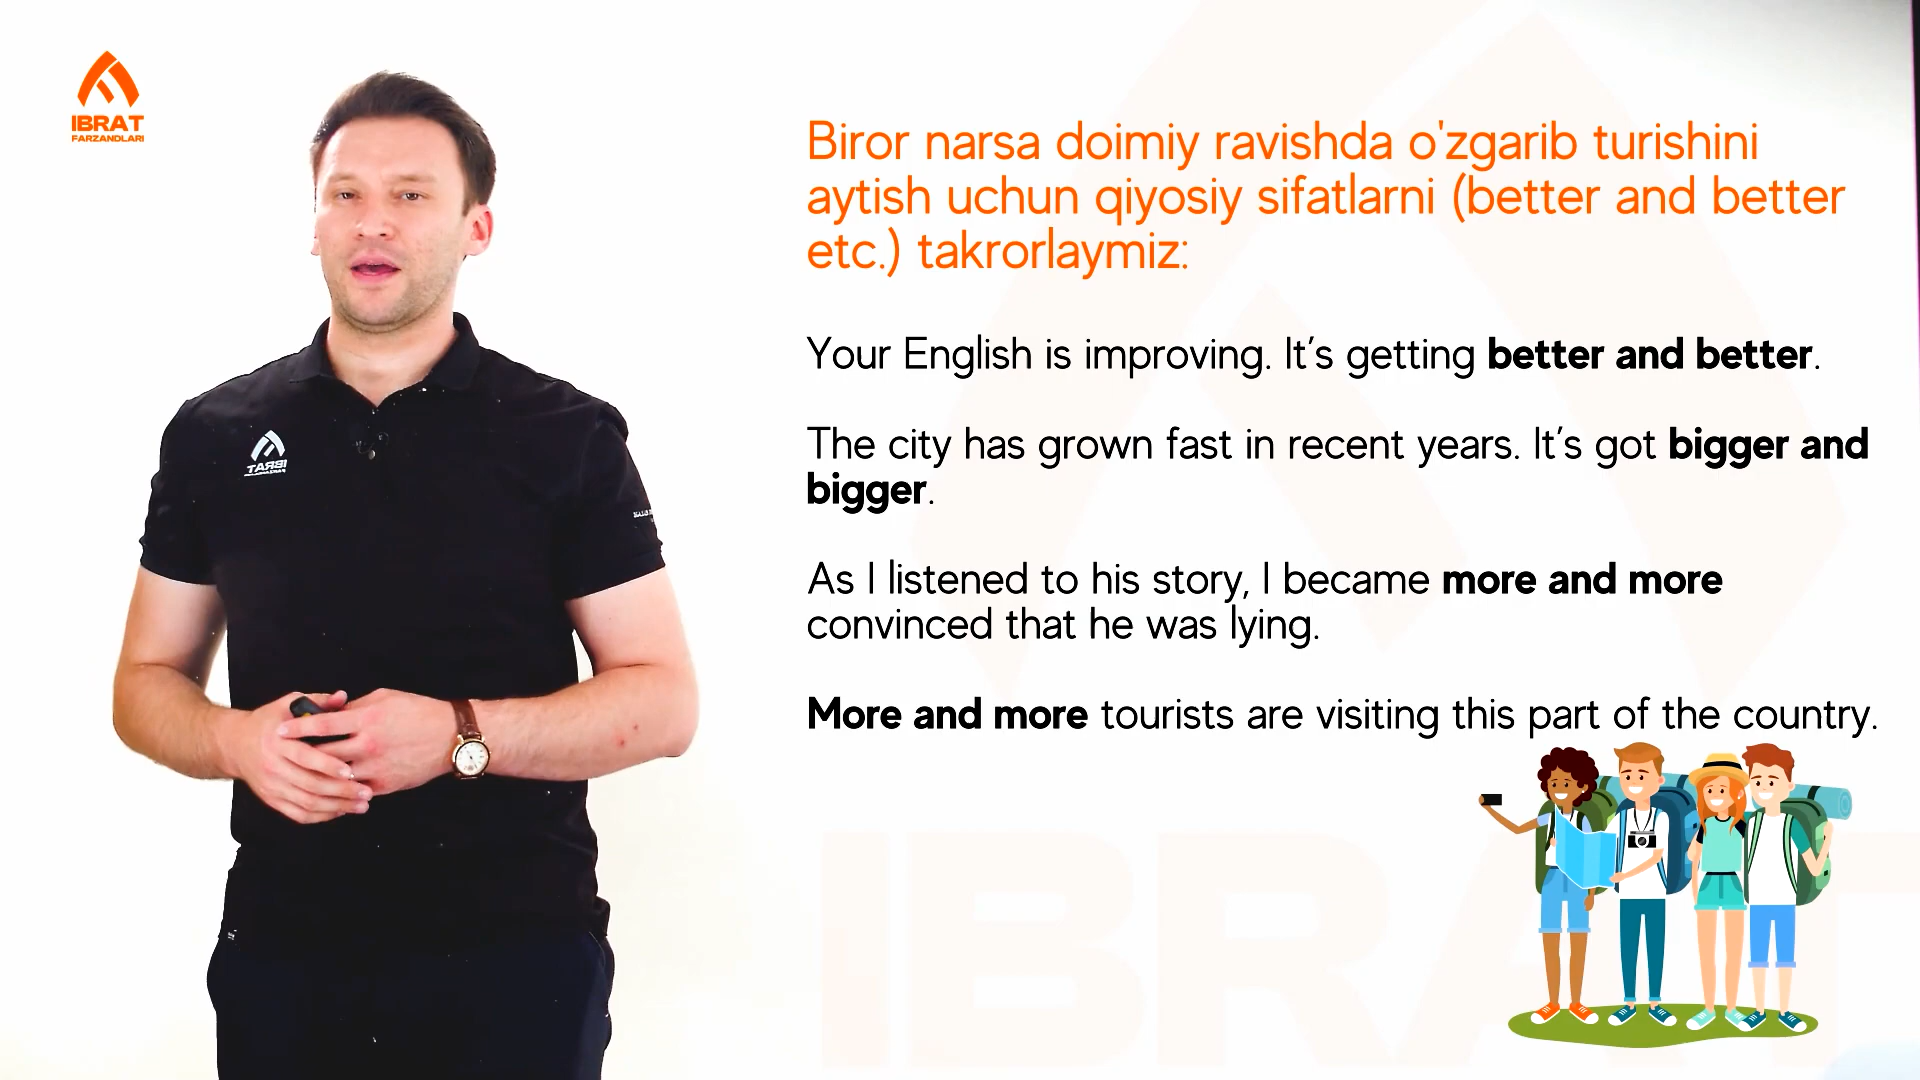 IBRAT
FARZANDLARI
Biror narsa doimiy ravishda o'zgarib turishini
aytish uchun qiyosiy sifatlarni (better and better
etc.) takrorlaymiz:
Your English is improving. It’s getting better and better.
The city has grown fast in recent years. It’s got bigger and
bigger.
As I listened to his story, I became more and more
convinced that he was lying.
More and more tourists are visiting this part of the country.
IBRAT
IBRAT